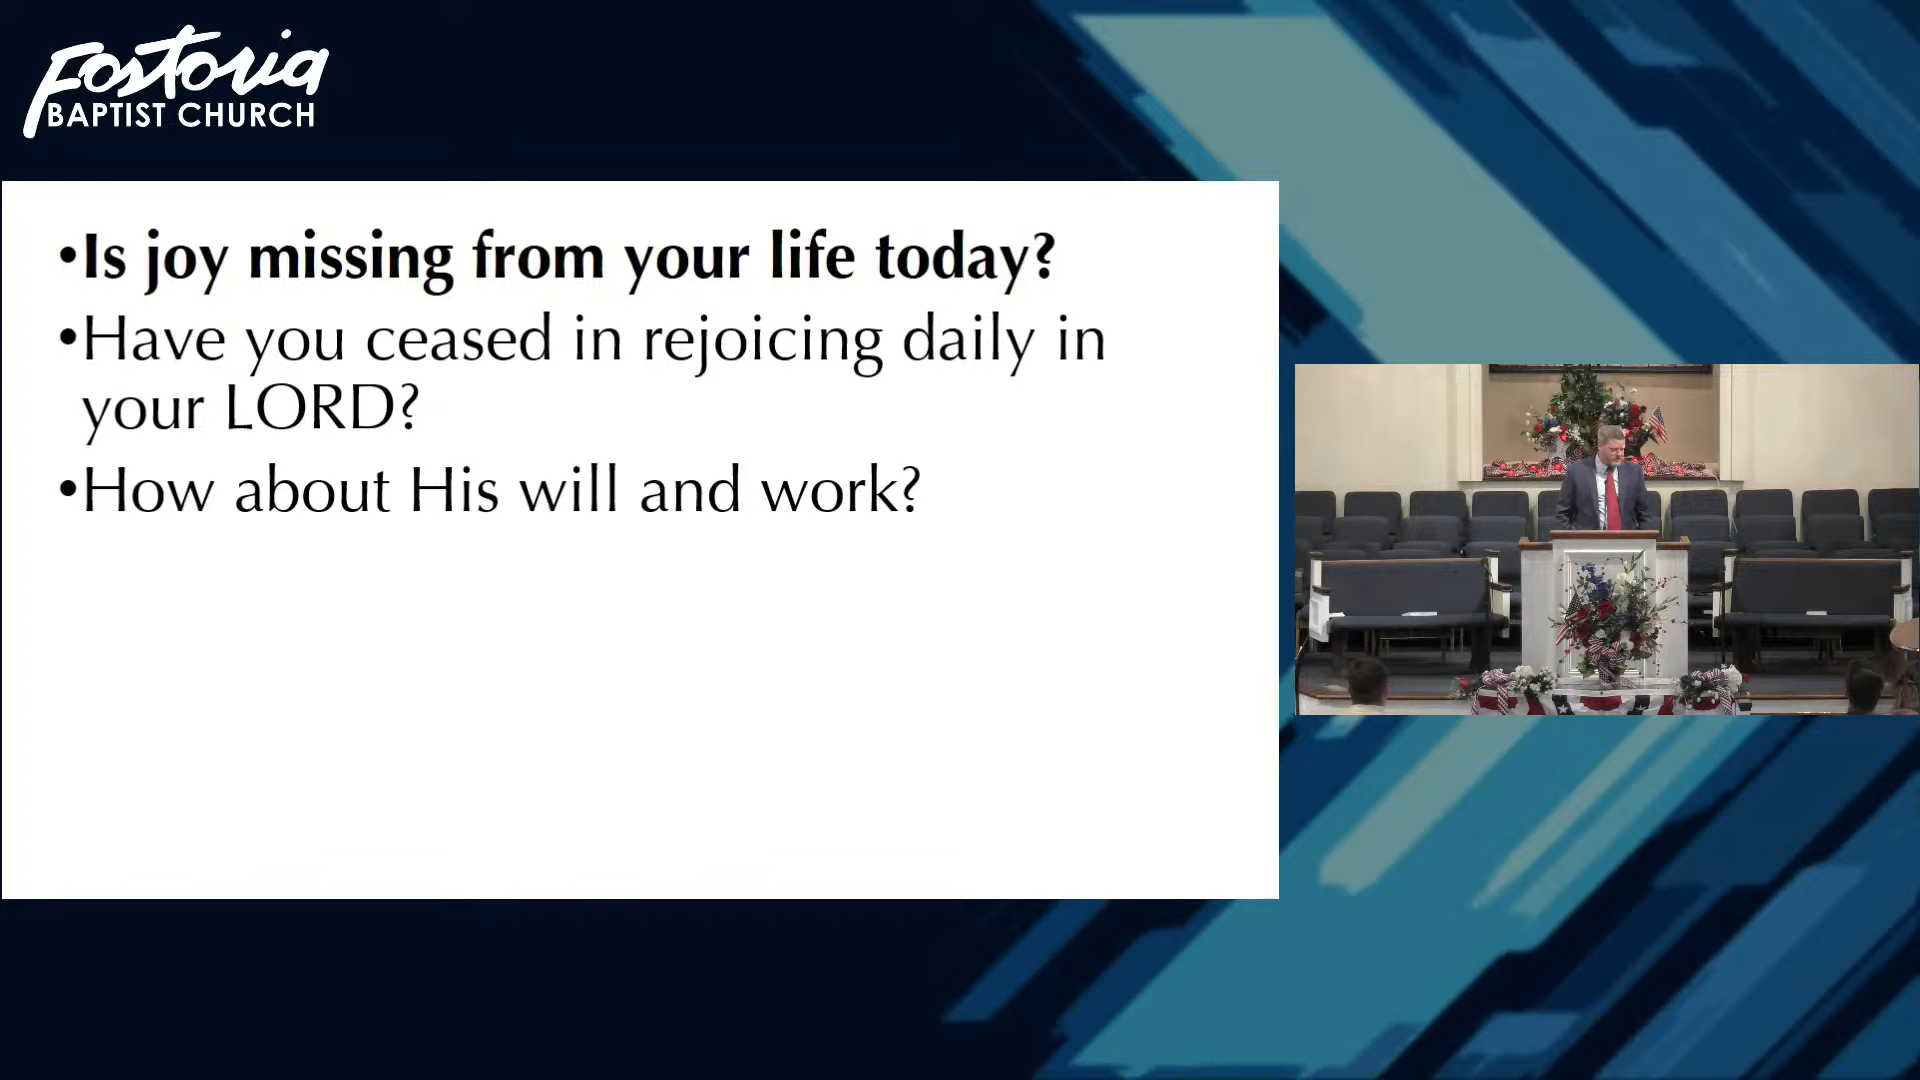 Fostoria
BAPTIST CHURCH
•Is joy missing from your life today?
•Have you ceased in rejoicing daily in
your LORD?
•How about His will and work?